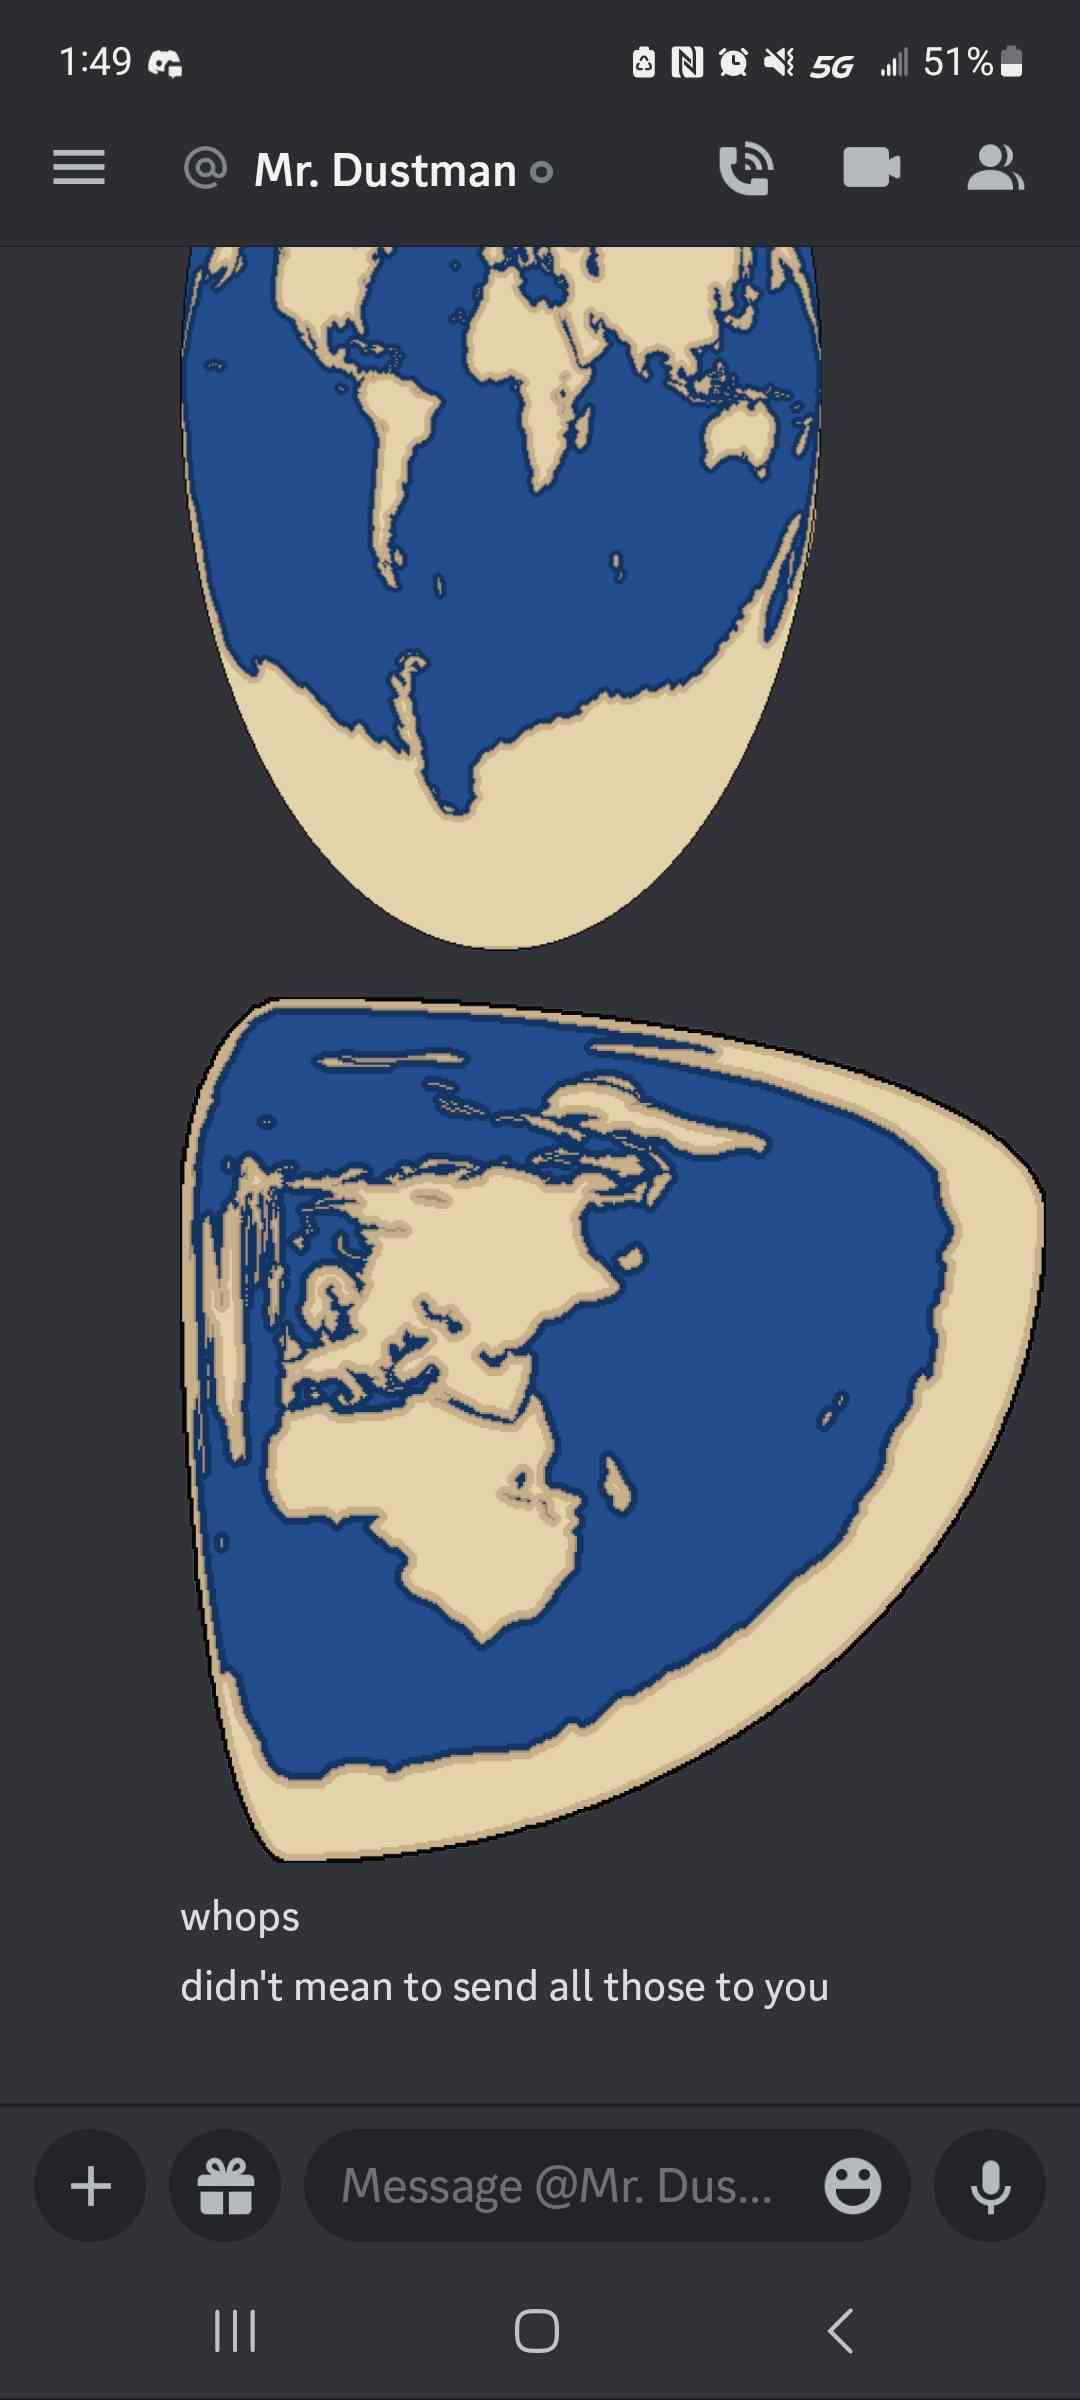 1:49 5G 51%
@ Mr. Dustman
whops
didn't mean to send all those to you
Message @Mr. Dus...